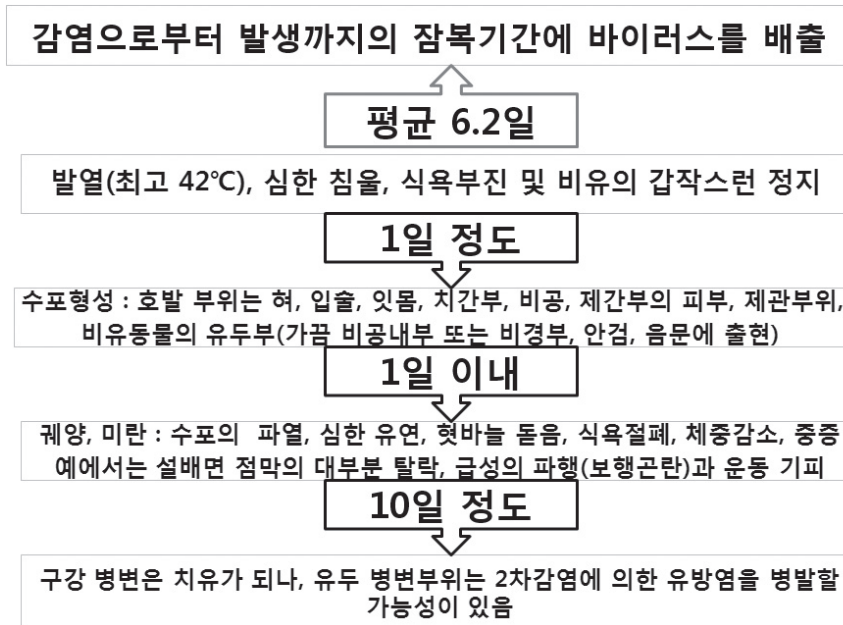 감염으로부터 발생까지의 잠복기간에 바이러스를 배출
평균 6.2일
발열(최고 42℃), 심한 침울, 식욕부진 및 비유의 갑작스런 정지
1일 정도
수포형성 : 호발 부위는 혀, 입술, 잇몸, 치간부, 비공, 제간부의 피부, 제관부위,
비유동물의 유두부(가끔 비공내부 또는 비경부, 안검, 음문에 출현)
1일 이내
궤양, 미란 : 수포의 파열, 심한 유연, 혓바늘 돋음, 식욕절폐, 체중감소, 중증
예에서는 설배면 점막의 대부분 탈락, 급성의 파행(보행곤란)과 운동 기피
10일 정도
구강 병변은 치유가 되나, 유두 병변부위는 2차감염에 의한 유방염을 병발할
가능성이 있음